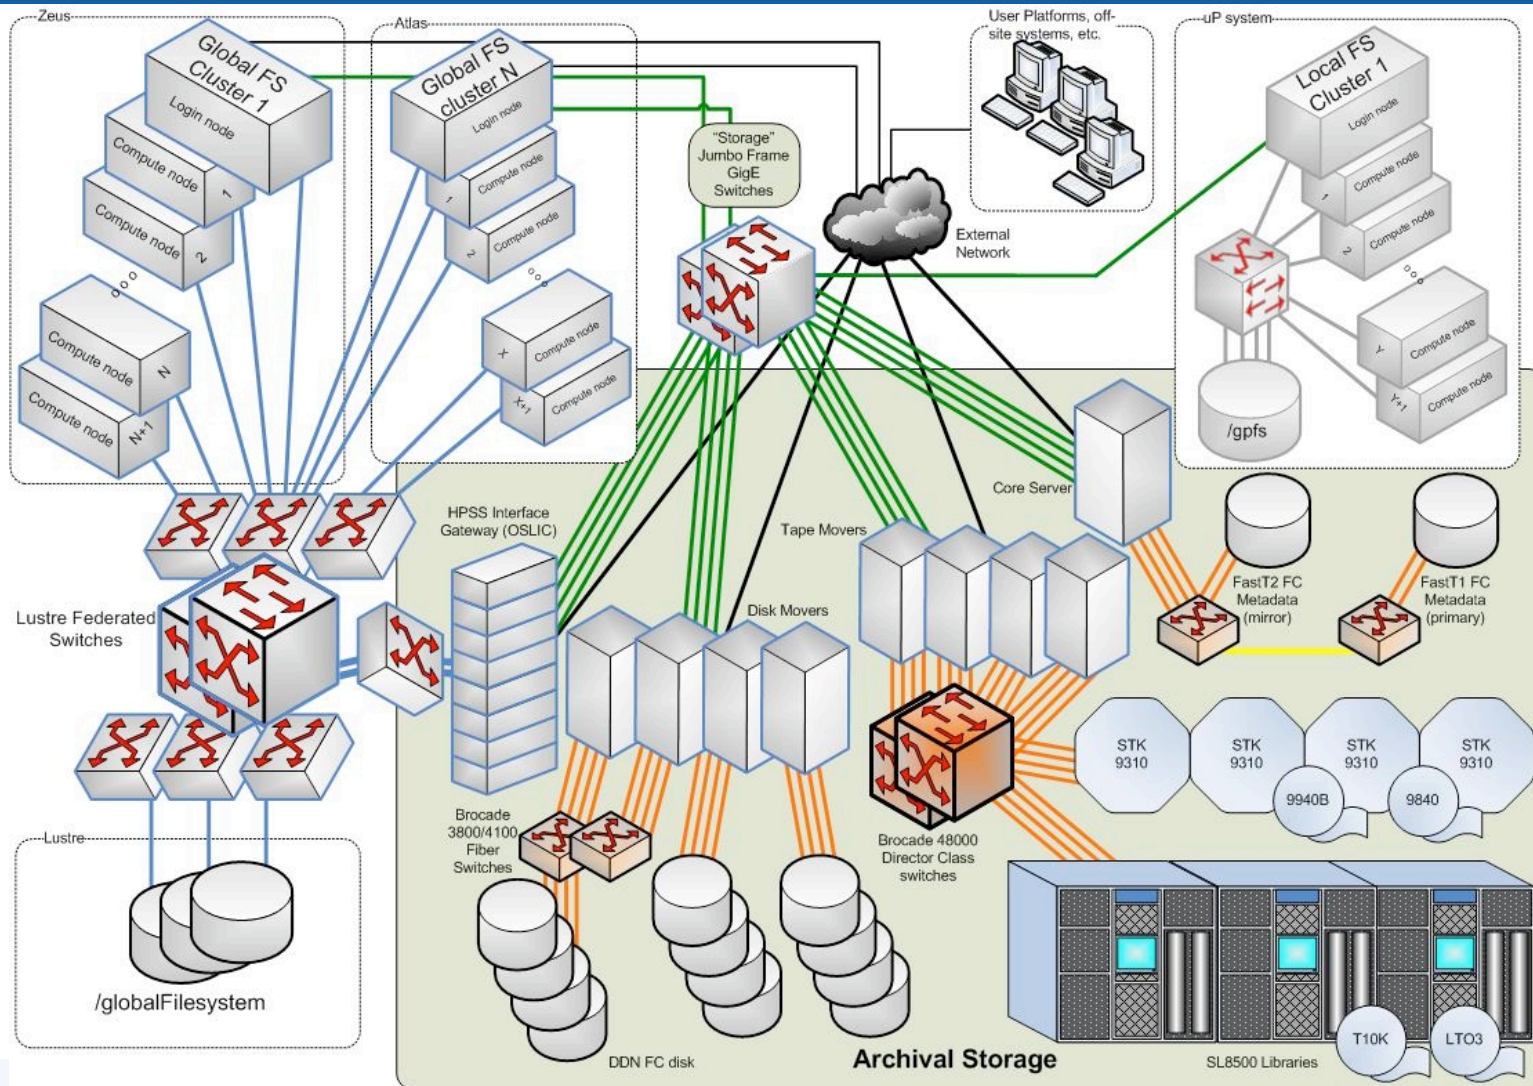 Zeus
Atlas
User Platforms, off-
site systems, etc.
uP system
Global FS
Cluster 1
Login node
Compute node
1
Compute node
2
Compute node
N
Compute node
N+1
Global FS
cluster N
Login node
Compute node
1
Compute node
2
Compute node
X
Compute node
X+1
"Storage"
Jumbo Frame
GigE
Switches
External
Network
Local FS
Cluster 1
Login node
Compute node
1
Compute node
2
Compute node
Y
Compute node
Y+1
/gpfs
HPSS Interface
Gateway (OSLIC)
Core Server
Tape Movers
Disk Movers
FastT2 FC
Metadata
(mirror)
FastT1 FC
Metadata
(primary)
Lustre Federated
Switches
STK
9310
STK
9310
STK
9310
STK
9310
9940B
9840
Brocade
3800/4100
Fiber
Switches
Brocade 48000
Director Class
switches
Lustre
/globalFilesystem
DDN FC disk
Archival Storage
SL8500 Libraries
T10K
LTO3